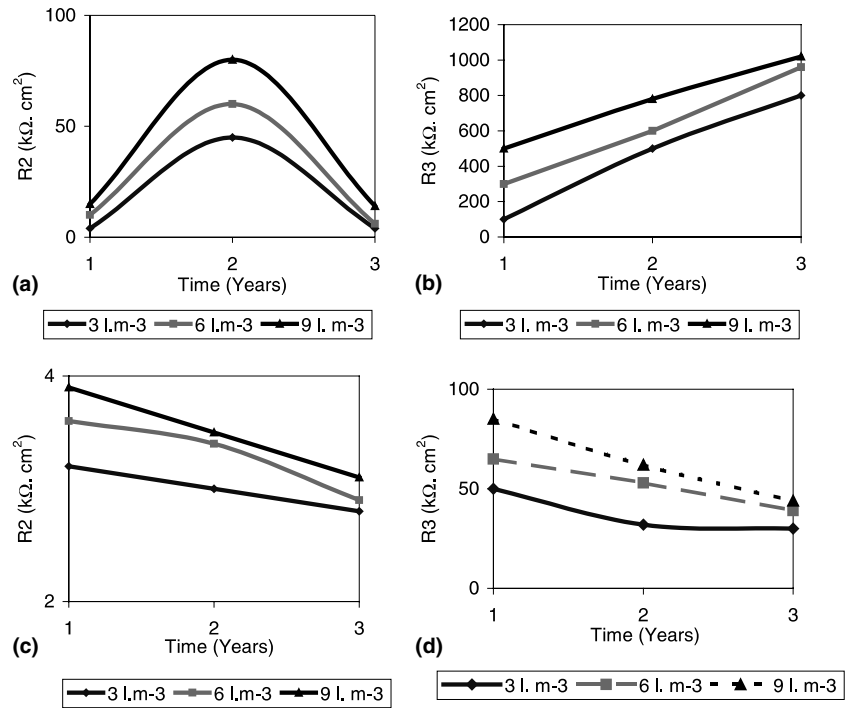 100
50
0
R2 (kΩ. cm²)
1 2 3
Time (Years)
(a)
3 l.m-3 6 l.m-3 9 l. m-3
1200
1000
800
600
400
200
0
R3 (kΩ. cm²)
1 2 3
Time (Years)
(b)
3 l. m-3 6 l. m-3 9 l. m-3
4
2
R2 (kΩ. cm²)
1 2 3
Time (Years)
(c)
3 l.m-3 6 l.m-3 9 l. m-3
100
50
0
R3 (kΩ. cm²)
1 2 3
Time (Years)
(d)
3 l. m-3 6 l. m-3 9 l. m-3